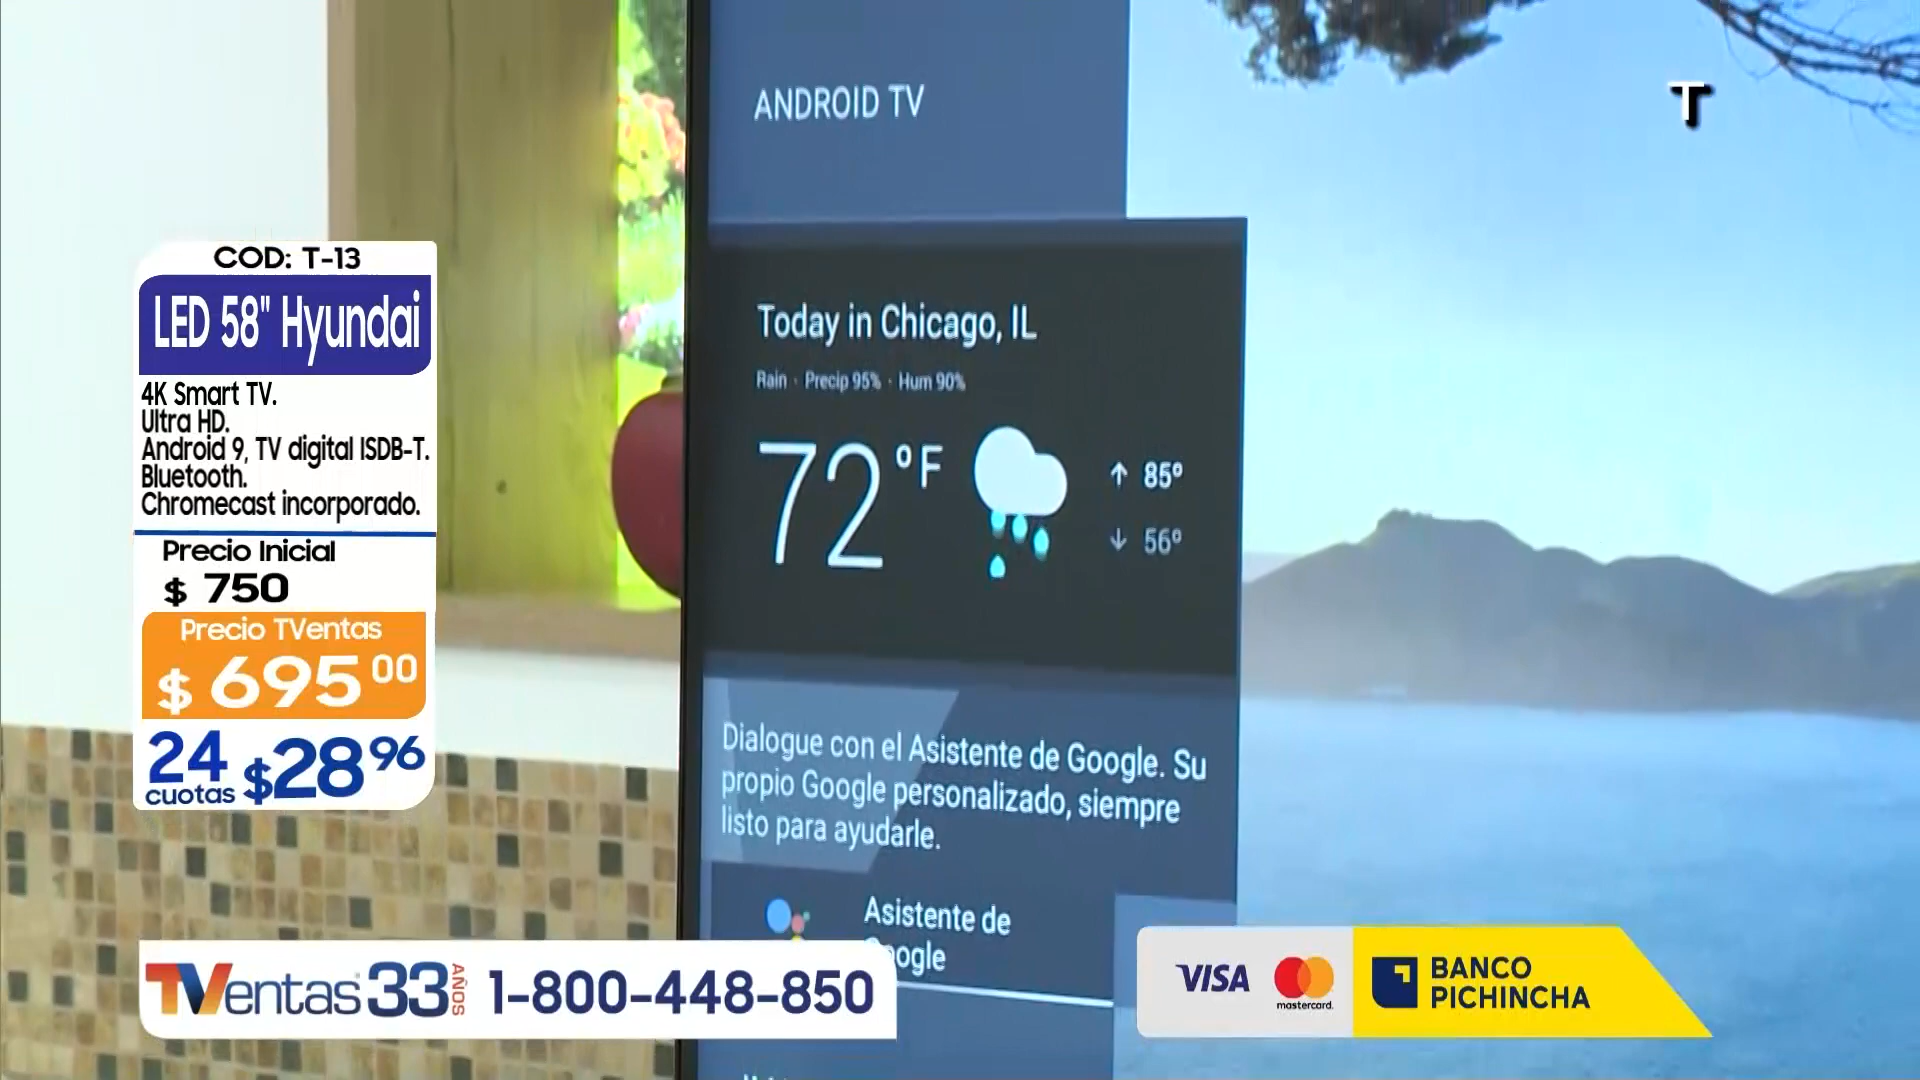 ANDROID TV
T
COD: T-13
LED 58" Hyundai
4K Smart TV.
Ultra HD.
Android 9, TV digital ISDB-T.
Bluetooth.
Chromecast incorporado.
Precio Inicial
$ 750
Precio TVentas
$ 695 00
24 cuotas $28 96
Today in Chicago, IL
Rain · Precip 95% · Hum 90%
72 °F
↑ 85°
↓ 56°
Dialogue con el Asistente de Google. Su
propio Google personalizado, siempre
listo para ayudarle.
Asistente de
Google
TVentas 33 AÑOS 1-800-448-850
VISA mastercard.
BANCO
PICHINCHA